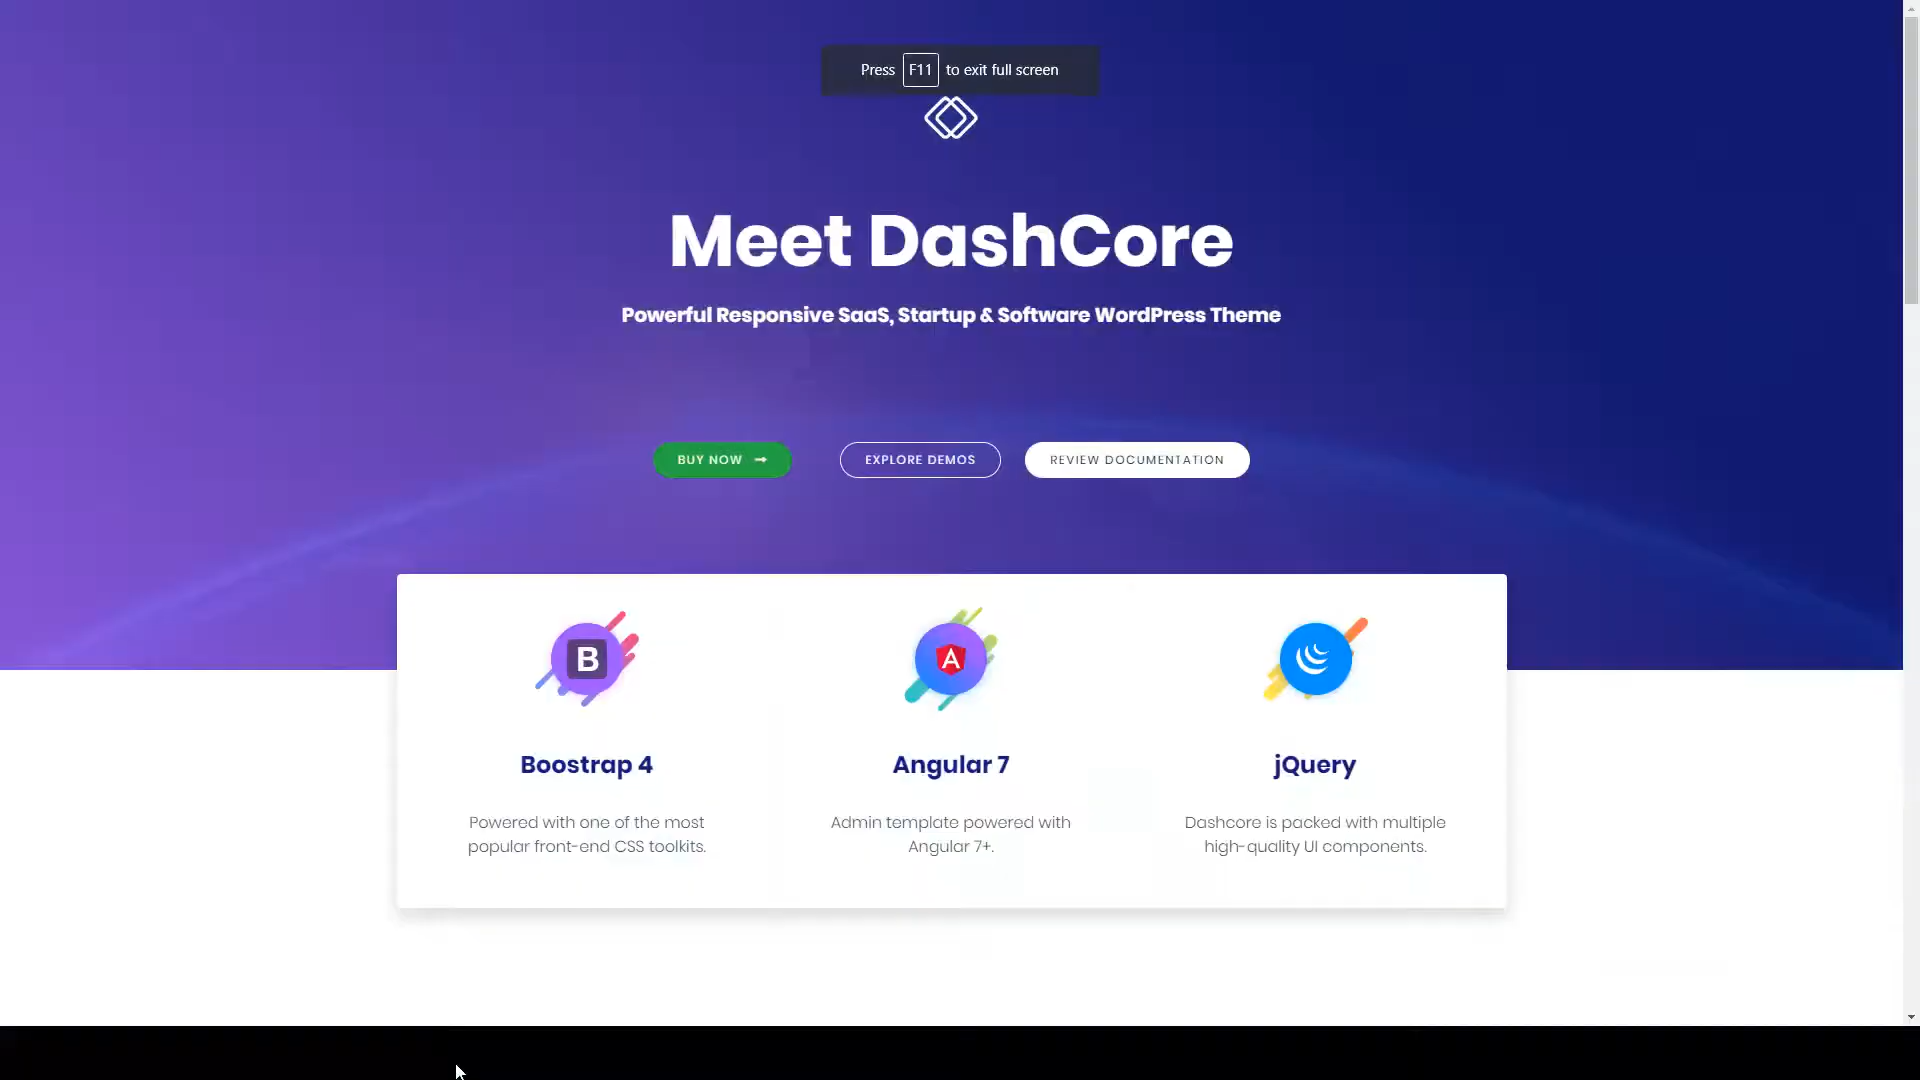 Press F11 to exit full screen
Meet DashCore
Powerful Responsive SaaS, Startup & Software WordPress Theme
BUY NOW
EXPLORE DEMOS
REVIEW DOCUMENTATION
B
A
Boostrap 4
Angular 7
jQuery
Powered with one of the most
popular front-end CSS toolkits.
Admin template powered with
Angular 7+.
Dashcore is packed with multiple
high-quality UI components.